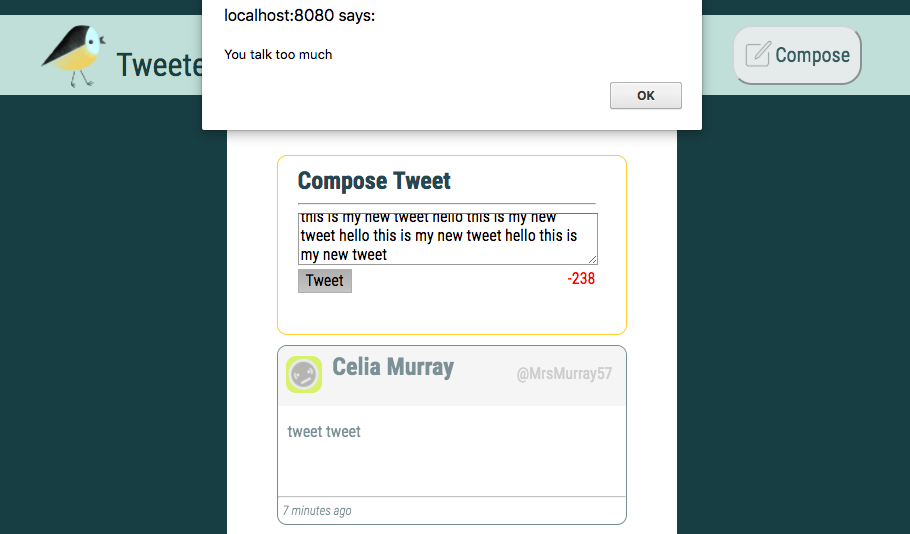 localhost:8080 says:
You talk too much
OK
Tweete
Compose
Compose Tweet
this is my new tweet hello this is my new
tweet hello this is my new tweet hello this is
my new tweet
Tweet
-238
Celia Murray
@MrsMurray57
tweet tweet
7 minutes ago